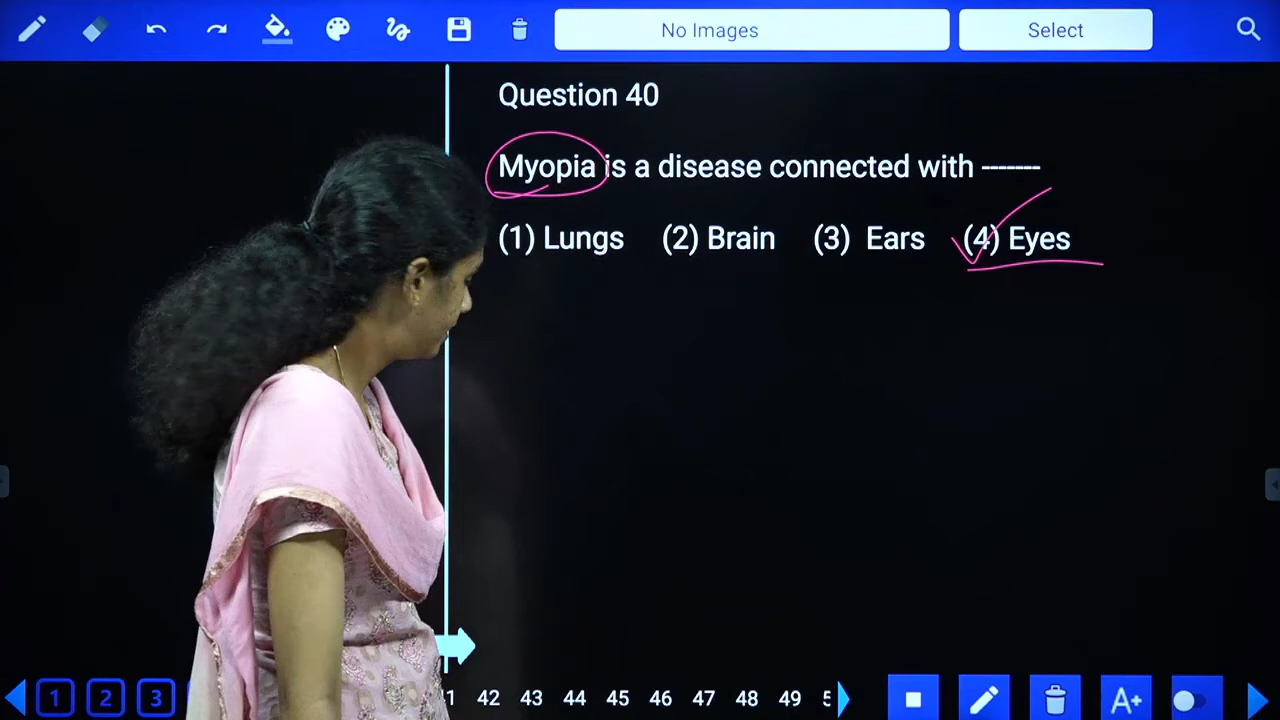 No Images
Select
Question 40
Myopia is a disease connected with -------
(1) Lungs (2) Brain (3) Ears (4) Eyes
1 2 3
42 43 44 45 46 47 48 49
A+